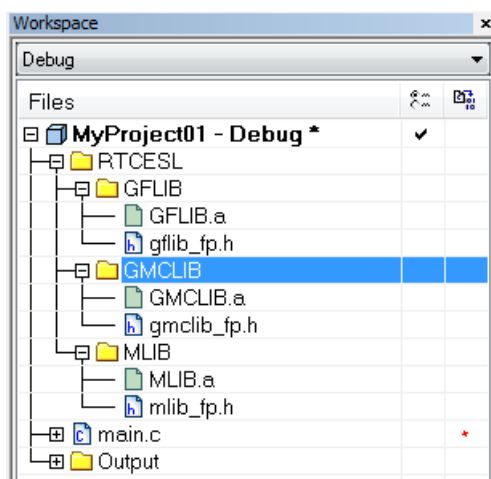 Workspace
Debug
Files
MyProject01 - Debug *
RTCESL
GFLIB
GFLIB.a
gflib_fp.h
GMCLIB
GMCLIB.a
gmclib_fp.h
MLIB
MLIB.a
mlib_fp.h
main.c
Output